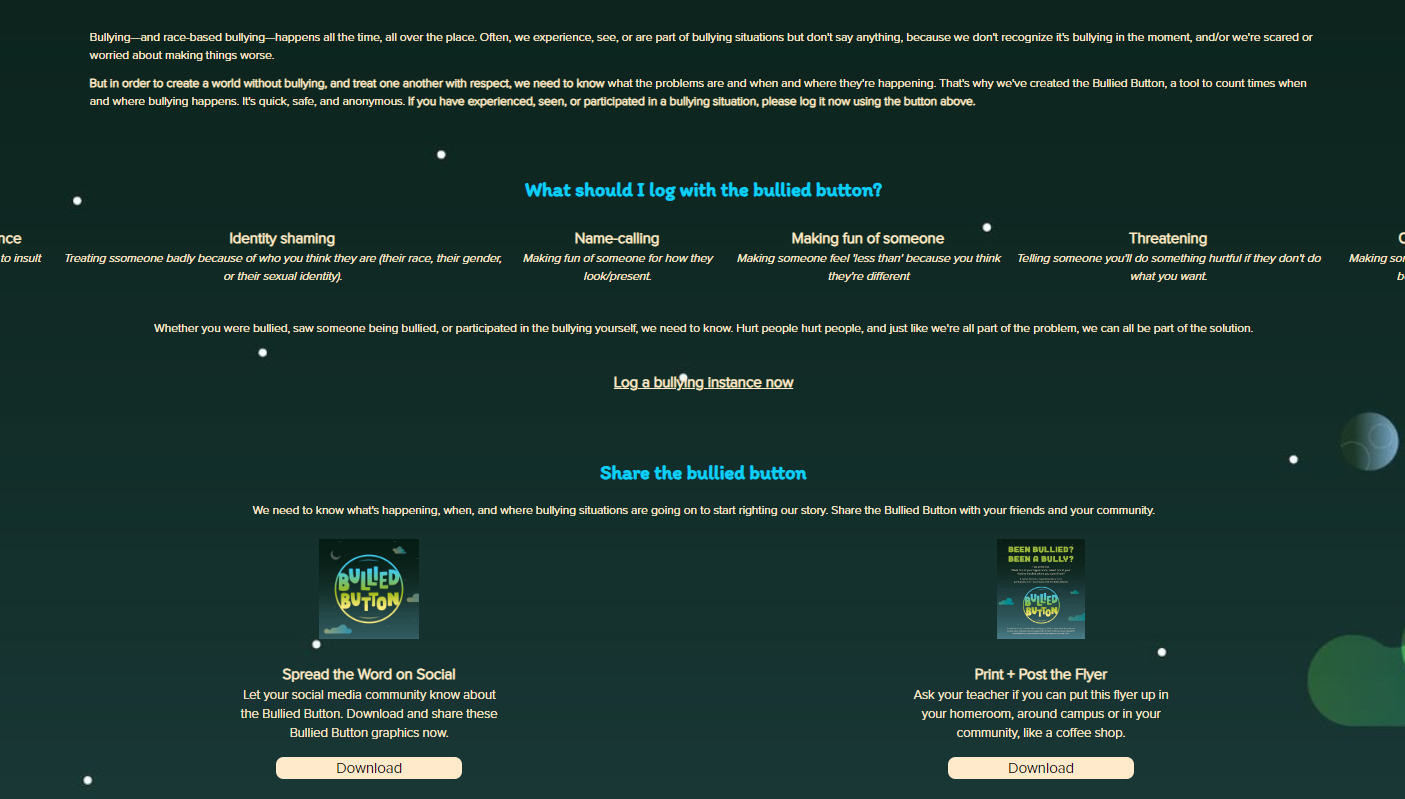 Bullying—and race-based bullying—happens all the time, all over the place. Often, we experience, see, or are part of bullying situations but don't say anything, because we don't recognize it's bullying in the moment, and/or we're scared or
worried about making things worse.
But in order to create a world without bullying, and treat one another with respect, we need to know what the problems are and when and where they're happening. That's why we've created the Bullied Button, a tool to count times when
and where bullying happens. It's quick, safe, and anonymous. If you have experienced, seen, or participated in a bullying situation, please log it now using the button above.
What should I log with the bullied button?
nce
to insult
Identity shaming
Treating ssomeone badly because of who you think they are (their race, their gender,
or their sexual identity).
Name-calling
Making fun of someone for how they
look/present.
Making fun of someone
Making someone feel 'less than' because you think
they're different
Threatening
Telling someone you'll do something hurtful if they don't do
what you want.
Making so
b
Whether you were bullied, saw someone being bullied, or participated in the bullying yourself, we need to know. Hurt people hurt people, and just like we're all part of the problem, we can all be part of the solution.
Log a bullying instance now
Share the bullied button
We need to know what's happening, when, and where bullying situations are going on to start righting our story. Share the Bullied Button with your friends and your community.
BULLIED
BUTTON
Spread the Word on Social
Let your social media community know about
the Bullied Button. Download and share these
Bullied Button graphics now.
Download
BEEN BULLIED?
BEEN A BULLY?
BULLIED
BUTTON
Print + Post the Flyer
Ask your teacher if you can put this flyer up in
your homeroom, around campus or in your
community, like a coffee shop.
Download